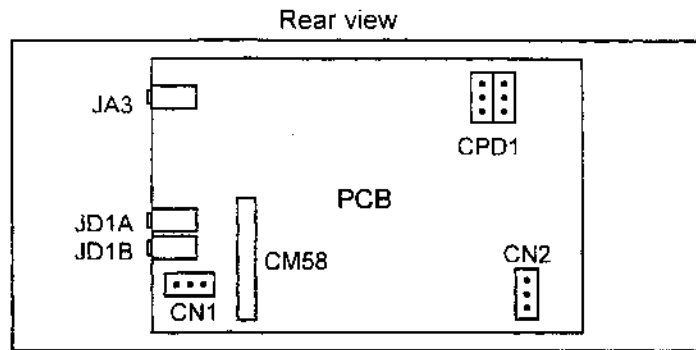 Rear view
JA3
CPD1
PCB
JD1A
JD1B
CM58
CN2
CN1